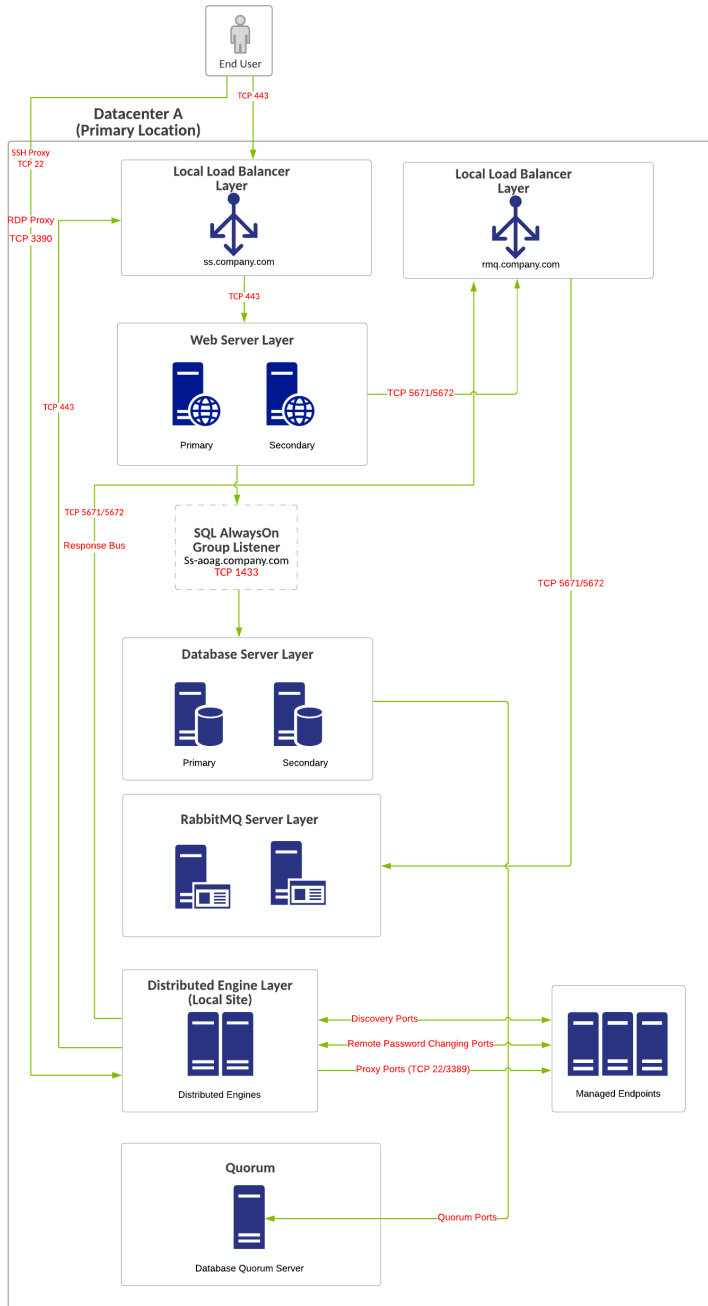 End User
TCP 443
Datacenter A
(Primary Location)
SSH Proxy
TCP 22
RDP Proxy
TCP 3390
Local Load Balancer
Layer
ss.company.com
Local Load Balancer
Layer
rmq.company.com
TCP 443
Web Server Layer
Primary
Secondary
TCP 5671/5672
TCP 443
TCP 5671/5672
Response Bus
SQL AlwaysOn
Group Listener
Ss-aoag.company.com
TCP 1433
TCP 5671/5672
Database Server Layer
Primary
Secondary
RabbitMQ Server Layer
Distributed Engine Layer
(Local Site)
Distributed Engines
Discovery Ports
Remote Password Changing Ports
Proxy Ports (TCP 22/3389)
Managed Endpoints
Quorum
Database Quorum Server
Quorum Ports